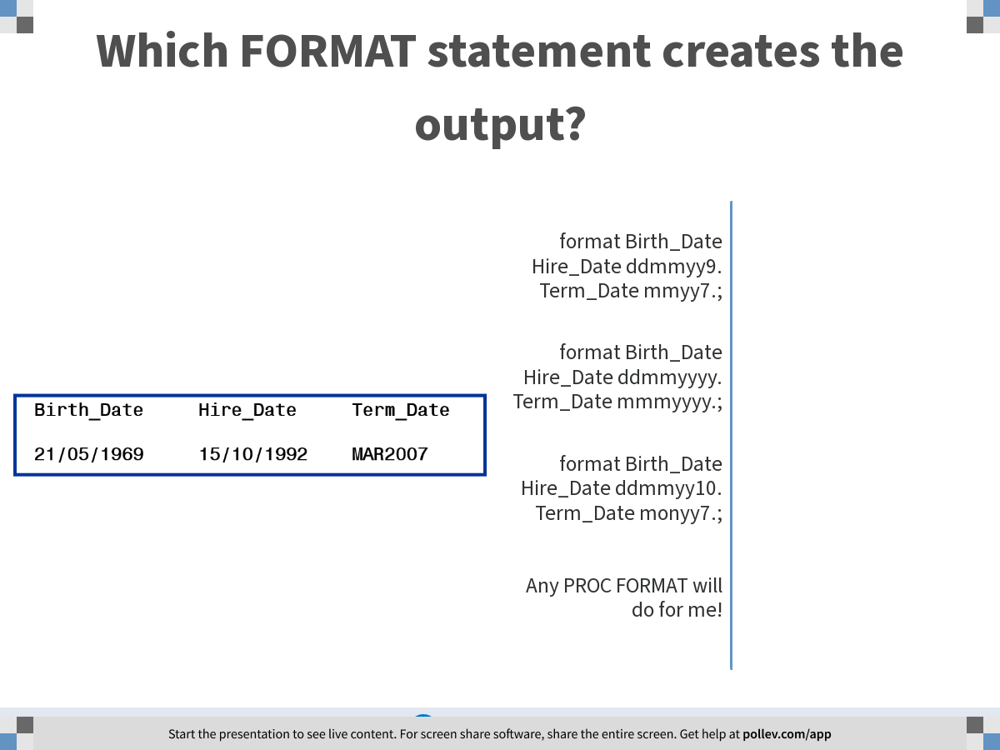 Which FORMAT statement creates the
output?
Birth_Date Hire_Date Term_Date
21/05/1969 15/10/1992 MAR2007
format Birth_Date
Hire_Date ddmmyy9.
Term_Date mmyy7.;
format Birth_Date
Hire_Date ddmmyyyy.
Term_Date mmmyyyy.;
format Birth_Date
Hire_Date ddmmyy10.
Term_Date monyy7.;
Any PROC FORMAT will
do for me!
Start the presentation to see live content. For screen share software, share the entire screen. Get help at pollev.com/app